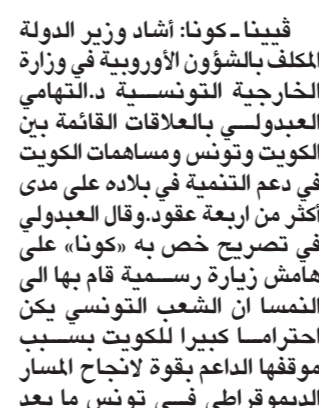 ڤيينا ـ كونا: أشاد وزير الدولة
المكلف بالشؤون الأوروبية في وزارة
الخارجية التونسية د.التهامي
العبدولي بالعلاقات القائمة بين
الكويت وتونس ومساهمات الكويت
في دعم التنمية في بلاده على مدى
أكثر من اربعة عقود.وقال العبدولي
في تصريح خص به «كونا» على
هامش زيارة رسمية قام بها الى
النمسا ان الشعب التونسي يكن
احتراما كبيرا للكويت بسبب
موقفها الداعم بقوة لانجاح المسار
الديموقراطي في تونس ما بعد